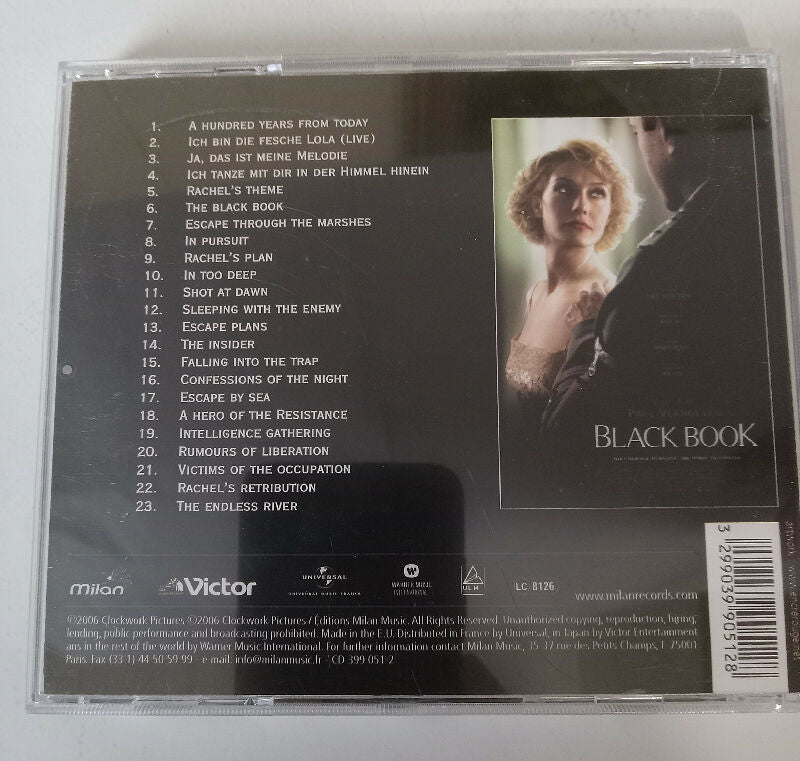 1. A HUNDRED YEARS FROM TODAY
2. ICH BIN DIE FESCHE LOLA (LIVE)
3. JA, DAS IST MEINE MELODIE
4. ICH TANZE MIT DIR IN DER HIMMEL HINEIN
5. RACHEL'S THEME
6. THE BLACK BOOK
7. ESCAPE THROUGH THE MARSHES
8. IN PURSUIT
9. RACHEL'S PLAN
10. IN TOO DEEP
11. SHOT AT DAWN
12. SLEEPING WITH THE ENEMY
13. ESCAPE PLANS
14. THE INSIDER
15. FALLING INTO THE TRAP
16. CONFESSIONS OF THE NIGHT
17. ESCAPE BY SEA
18. A HERO OF THE RESISTANCE
19. INTELLIGENCE GATHERING
20. RUMOURS OF LIBERATION
21. VICTIMS OF THE OCCUPATION
22. RACHEL'S RETRIBUTION
23. THE ENDLESS RIVER
PAUL VERHOEVEN
BLACK BOOK
milan
Victor
UNIVERSAL
UNIVERSAL MUSIC FRANCE
WARNER MUSIC
INTERNATIONAL
LC 8126
www.milanrecords.com
3 299039 905128
℗2006 Clockwork Pictures ©2006 Clockwork Pictures / Éditions Milan Music. All Rights Reserved. Unauthorized copying, reproduction, hiring,
lending, public performance and broadcasting prohibited. Made in the E.U. Distributed in France by Universal, in Japan by Victor Entertainment
ans in the rest of the world by Warner Music International. For further information contact Milan Music, 35-37 rue des Petits Champs, F 75001
Paris. Fax (33 1) 44 50 59 99 - e mail: info@milanmusic.fr - CD 399 051-2